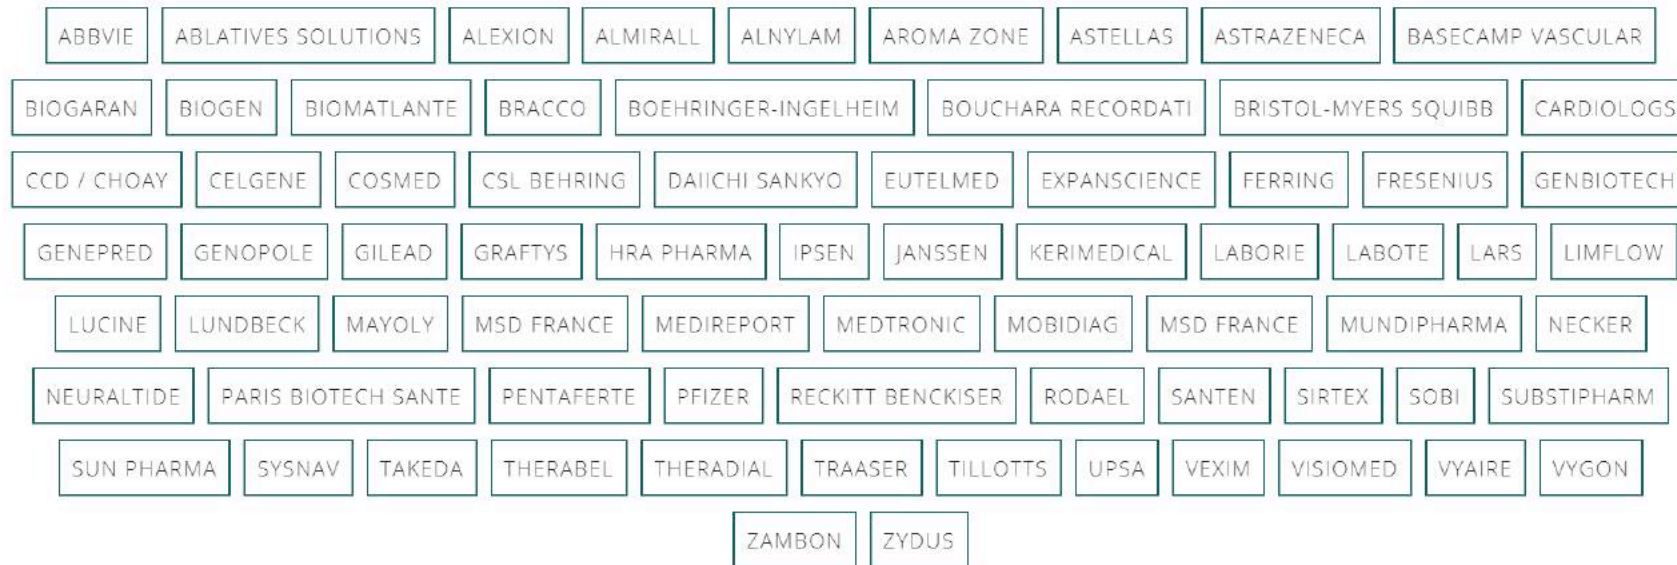 ABBVIE ABLATIVES SOLUTIONS ALEXION ALMIRALL ALNYLAM AROMA ZONE ASTELLAS ASTRAZENECA BASECAMP VASCULAR
BIOGARAN BIOGEN BIOMATLANTE BRACCO BOEHRINGER-INGELHEIM BOUCHARA RECORDATI BRISTOL-MYERS SQUIBB CARDIOLOGS
CCD / CHOAY CELGENE COSMED CSL BEHRING DAIICHI SANKYO EUTELMED EXPANSCIENCE FERRING FRESENIUS GENBIOTECH
GENEPRED GENOPOLE GILEAD GRAFTYS HRA PHARMA IPSEN JANSSEN KERIMEDICAL LABORIE LABOTE LARS LIMFLOW
LUCINE LUNDBECK MAYOLY MSD FRANCE MEDIREPORT MEDTRONIC MOBIDIAG MSD FRANCE MUNDIPHARMA NECKER
NEURALTIDE PARIS BIOTECH SANTE PENTAFERTE PFIZER RECKITT BENCKISER RODAEL SANTEN SIRTEX SOBI SUBSTIPHARM
SUN PHARMA SYSNAV TAKEDA THERABEL THERADIAL TRAASER TILLOTTS UPSA VEXIM VISIOMED VYAIRE VYGON
ZAMBON ZYDUS